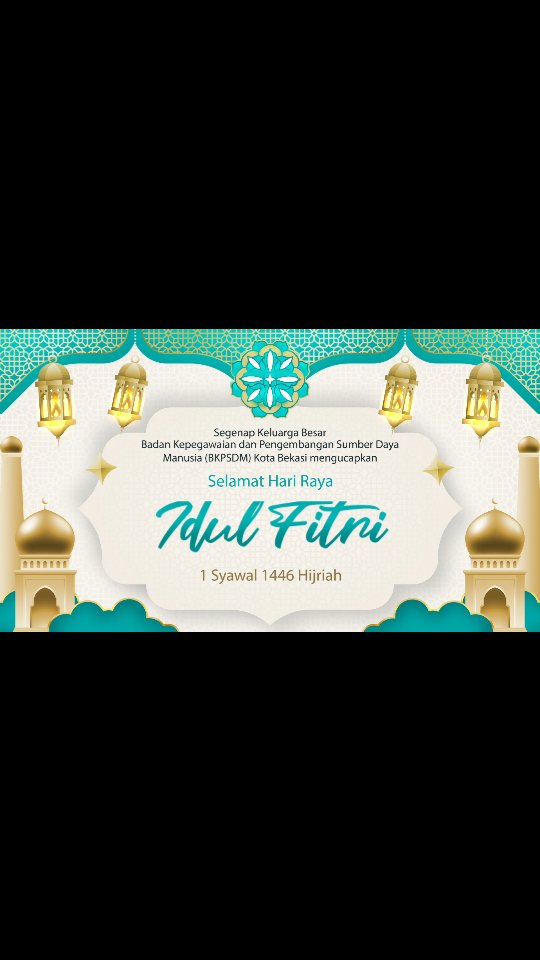 Segenap Keluarga Besar
Badan Kepegawaian dan Pengembangan Sumber Daya
Manusia (BKPSDM) Kota Bekasi mengucapkan
Selamat Hari Raya
Idul Fitri
1 Syawal 1446 Hijriah